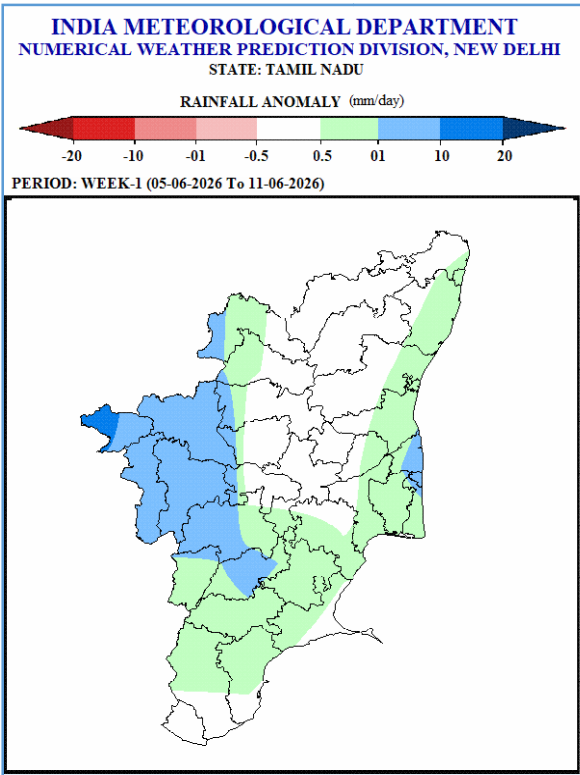 INDIA METEOROLOGICAL DEPARTMENT
NUMERICAL WEATHER PREDICTION DIVISION, NEW DELHI
STATE: TAMIL NADU
RAINFALL ANOMALY (mm/day)
-20 -10 -01 -0.5 0.5 01 10 20
PERIOD: WEEK-1 (05-06-2026 To 11-06-2026)